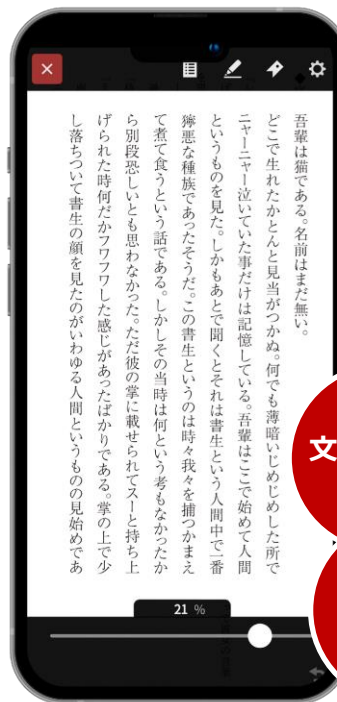 吾輩は猫である。名前はまだ無い。
どこで生れたかとんと見当がつかぬ。何でも薄暗いじめじめした所で
ニャーニャー泣いていた事だけは記憶している。吾輩はここで始めて人間
というものを見た。しかもあとで聞くとそれは書生という人間中で一番
獰悪な種族であったそうだ。この書生というのは時々我々を捕つかまえ
て煮て食うという話である。しかしその当時は何という考もなかったか
ら別段恐しいとも思わなかった。ただ彼の掌に載せられてスーと持ち上
げられた時何だかフワフワした感じがあったばかりである。掌の上で少
し落ちついて書生の顔を見たのがいわゆる人間というものの見始めであ
文
21 %